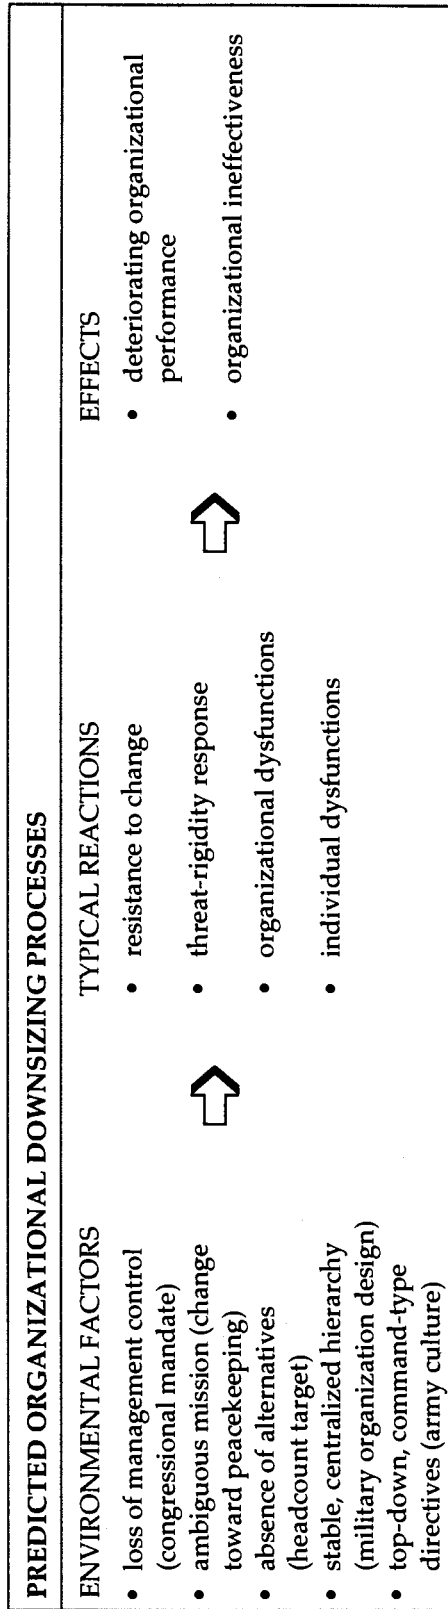 PREDICTED ORGANIZATIONAL DOWNSIZING PROCESSES
ENVIRONMENTAL FACTORS
• loss of management control
(congressional mandate)
• ambiguous mission (change
toward peacekeeping)
• absence of alternatives
(headcount target)
• stable, centralized hierarchy
(military organization design)
• top-down, command-type
directives (army culture)
TYPICAL REACTIONS
• resistance to change
• threat-rigidity response
• organizational dysfunctions
• individual dysfunctions
EFFECTS
• deteriorating organizational
performance
• organizational ineffectiveness